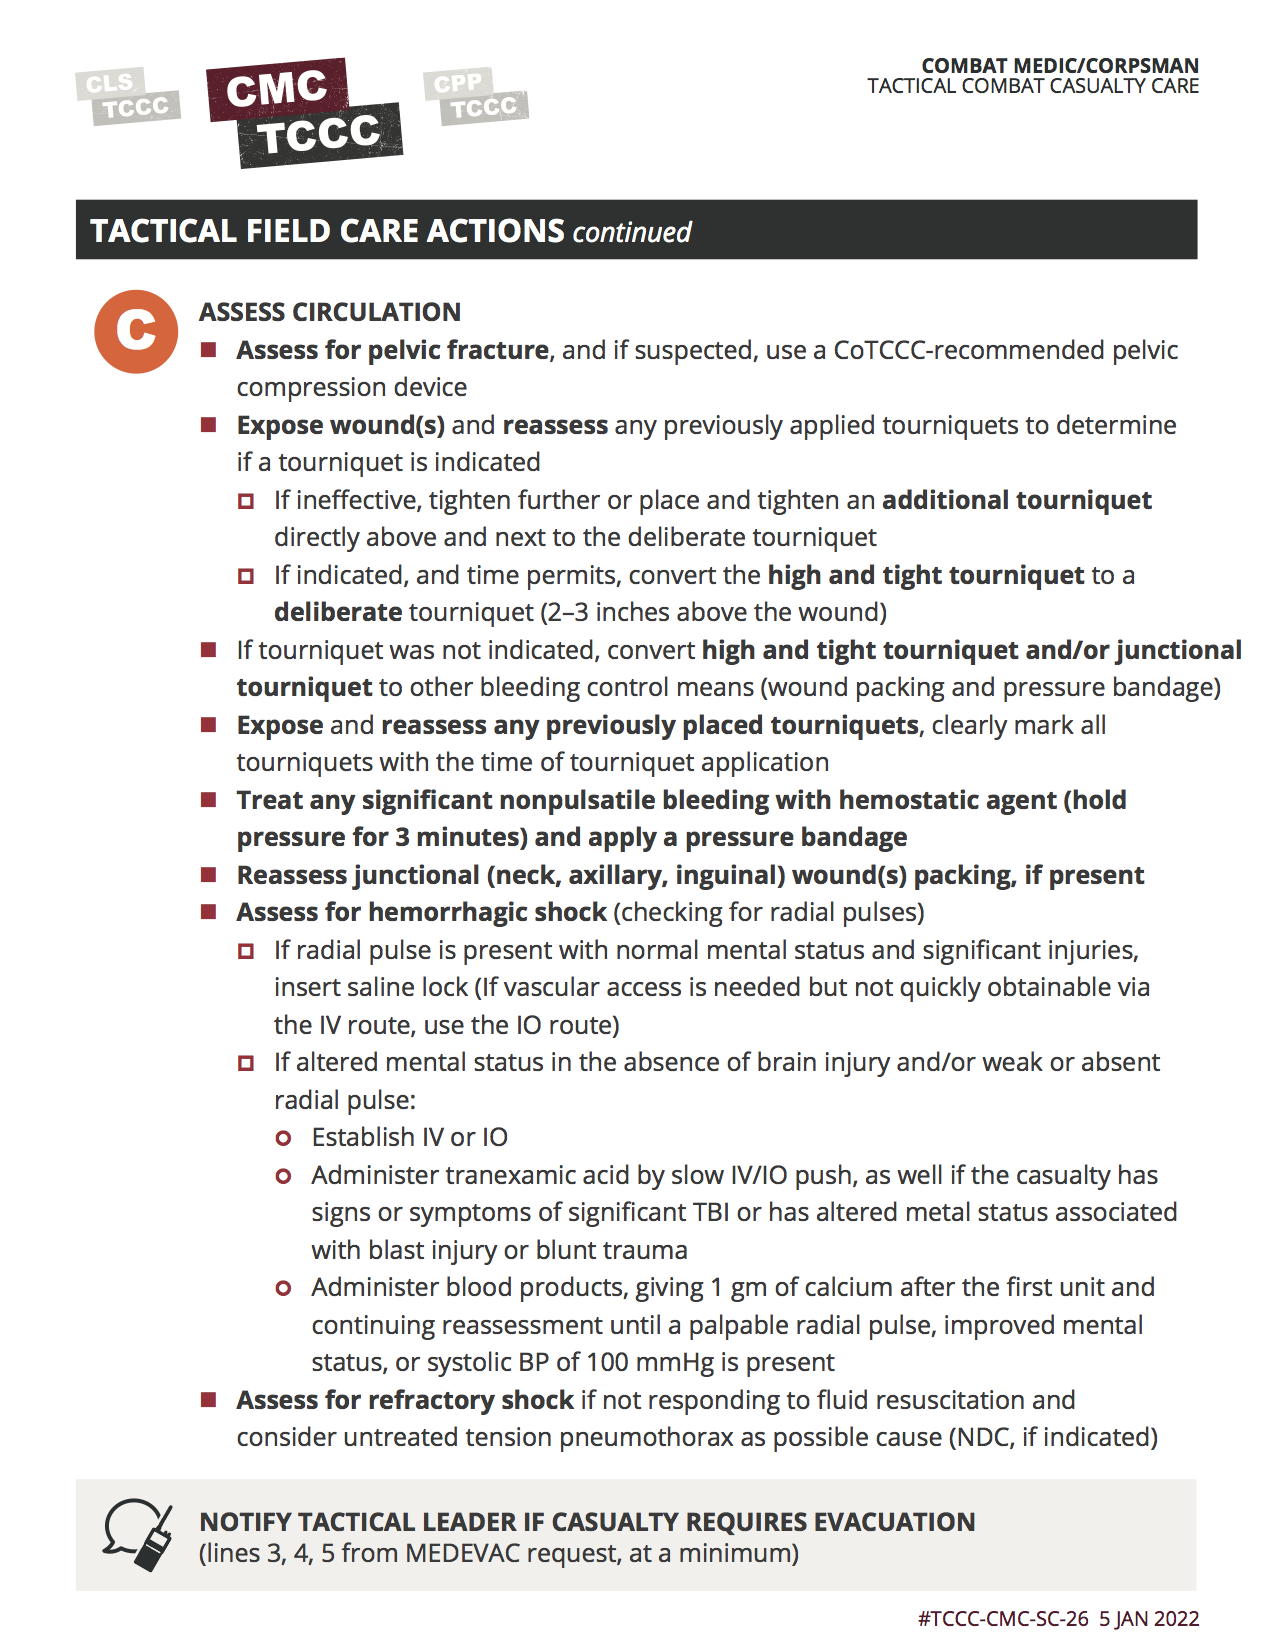 CLS
TCCC
CMC
TCCC
CPP
TCCC
COMBAT MEDIC/CORPSMAN
TACTICAL COMBAT CASUALTY CARE
TACTICAL FIELD CARE ACTIONS continued
C
ASSESS CIRCULATION
Assess for pelvic fracture, and if suspected, use a CoTCCC-recommended pelvic
compression device
Expose wound(s) and reassess any previously applied tourniquets to determine
if a tourniquet is indicated
If ineffective, tighten further or place and tighten an additional tourniquet
directly above and next to the deliberate tourniquet
If indicated, and time permits, convert the high and tight tourniquet to a
deliberate tourniquet (2–3 inches above the wound)
If tourniquet was not indicated, convert high and tight tourniquet and/or junctional
tourniquet to other bleeding control means (wound packing and pressure bandage)
Expose and reassess any previously placed tourniquets, clearly mark all
tourniquets with the time of tourniquet application
Treat any significant nonpulsatile bleeding with hemostatic agent (hold
pressure for 3 minutes) and apply a pressure bandage
Reassess junctional (neck, axillary, inguinal) wound(s) packing, if present
Assess for hemorrhagic shock (checking for radial pulses)
If radial pulse is present with normal mental status and significant injuries,
insert saline lock (If vascular access is needed but not quickly obtainable via
the IV route, use the IO route)
If altered mental status in the absence of brain injury and/or weak or absent
radial pulse:
Establish IV or IO
Administer tranexamic acid by slow IV/IO push, as well if the casualty has
signs or symptoms of significant TBI or has altered metal status associated
with blast injury or blunt trauma
Administer blood products, giving 1 gm of calcium after the first unit and
continuing reassessment until a palpable radial pulse, improved mental
status, or systolic BP of 100 mmHg is present
Assess for refractory shock if not responding to fluid resuscitation and
consider untreated tension pneumothorax as possible cause (NDC, if indicated)
NOTIFY TACTICAL LEADER IF CASUALTY REQUIRES EVACUATION
(lines 3, 4, 5 from MEDEVAC request, at a minimum)
#TCCC-CMC-SC-26 5 JAN 2022